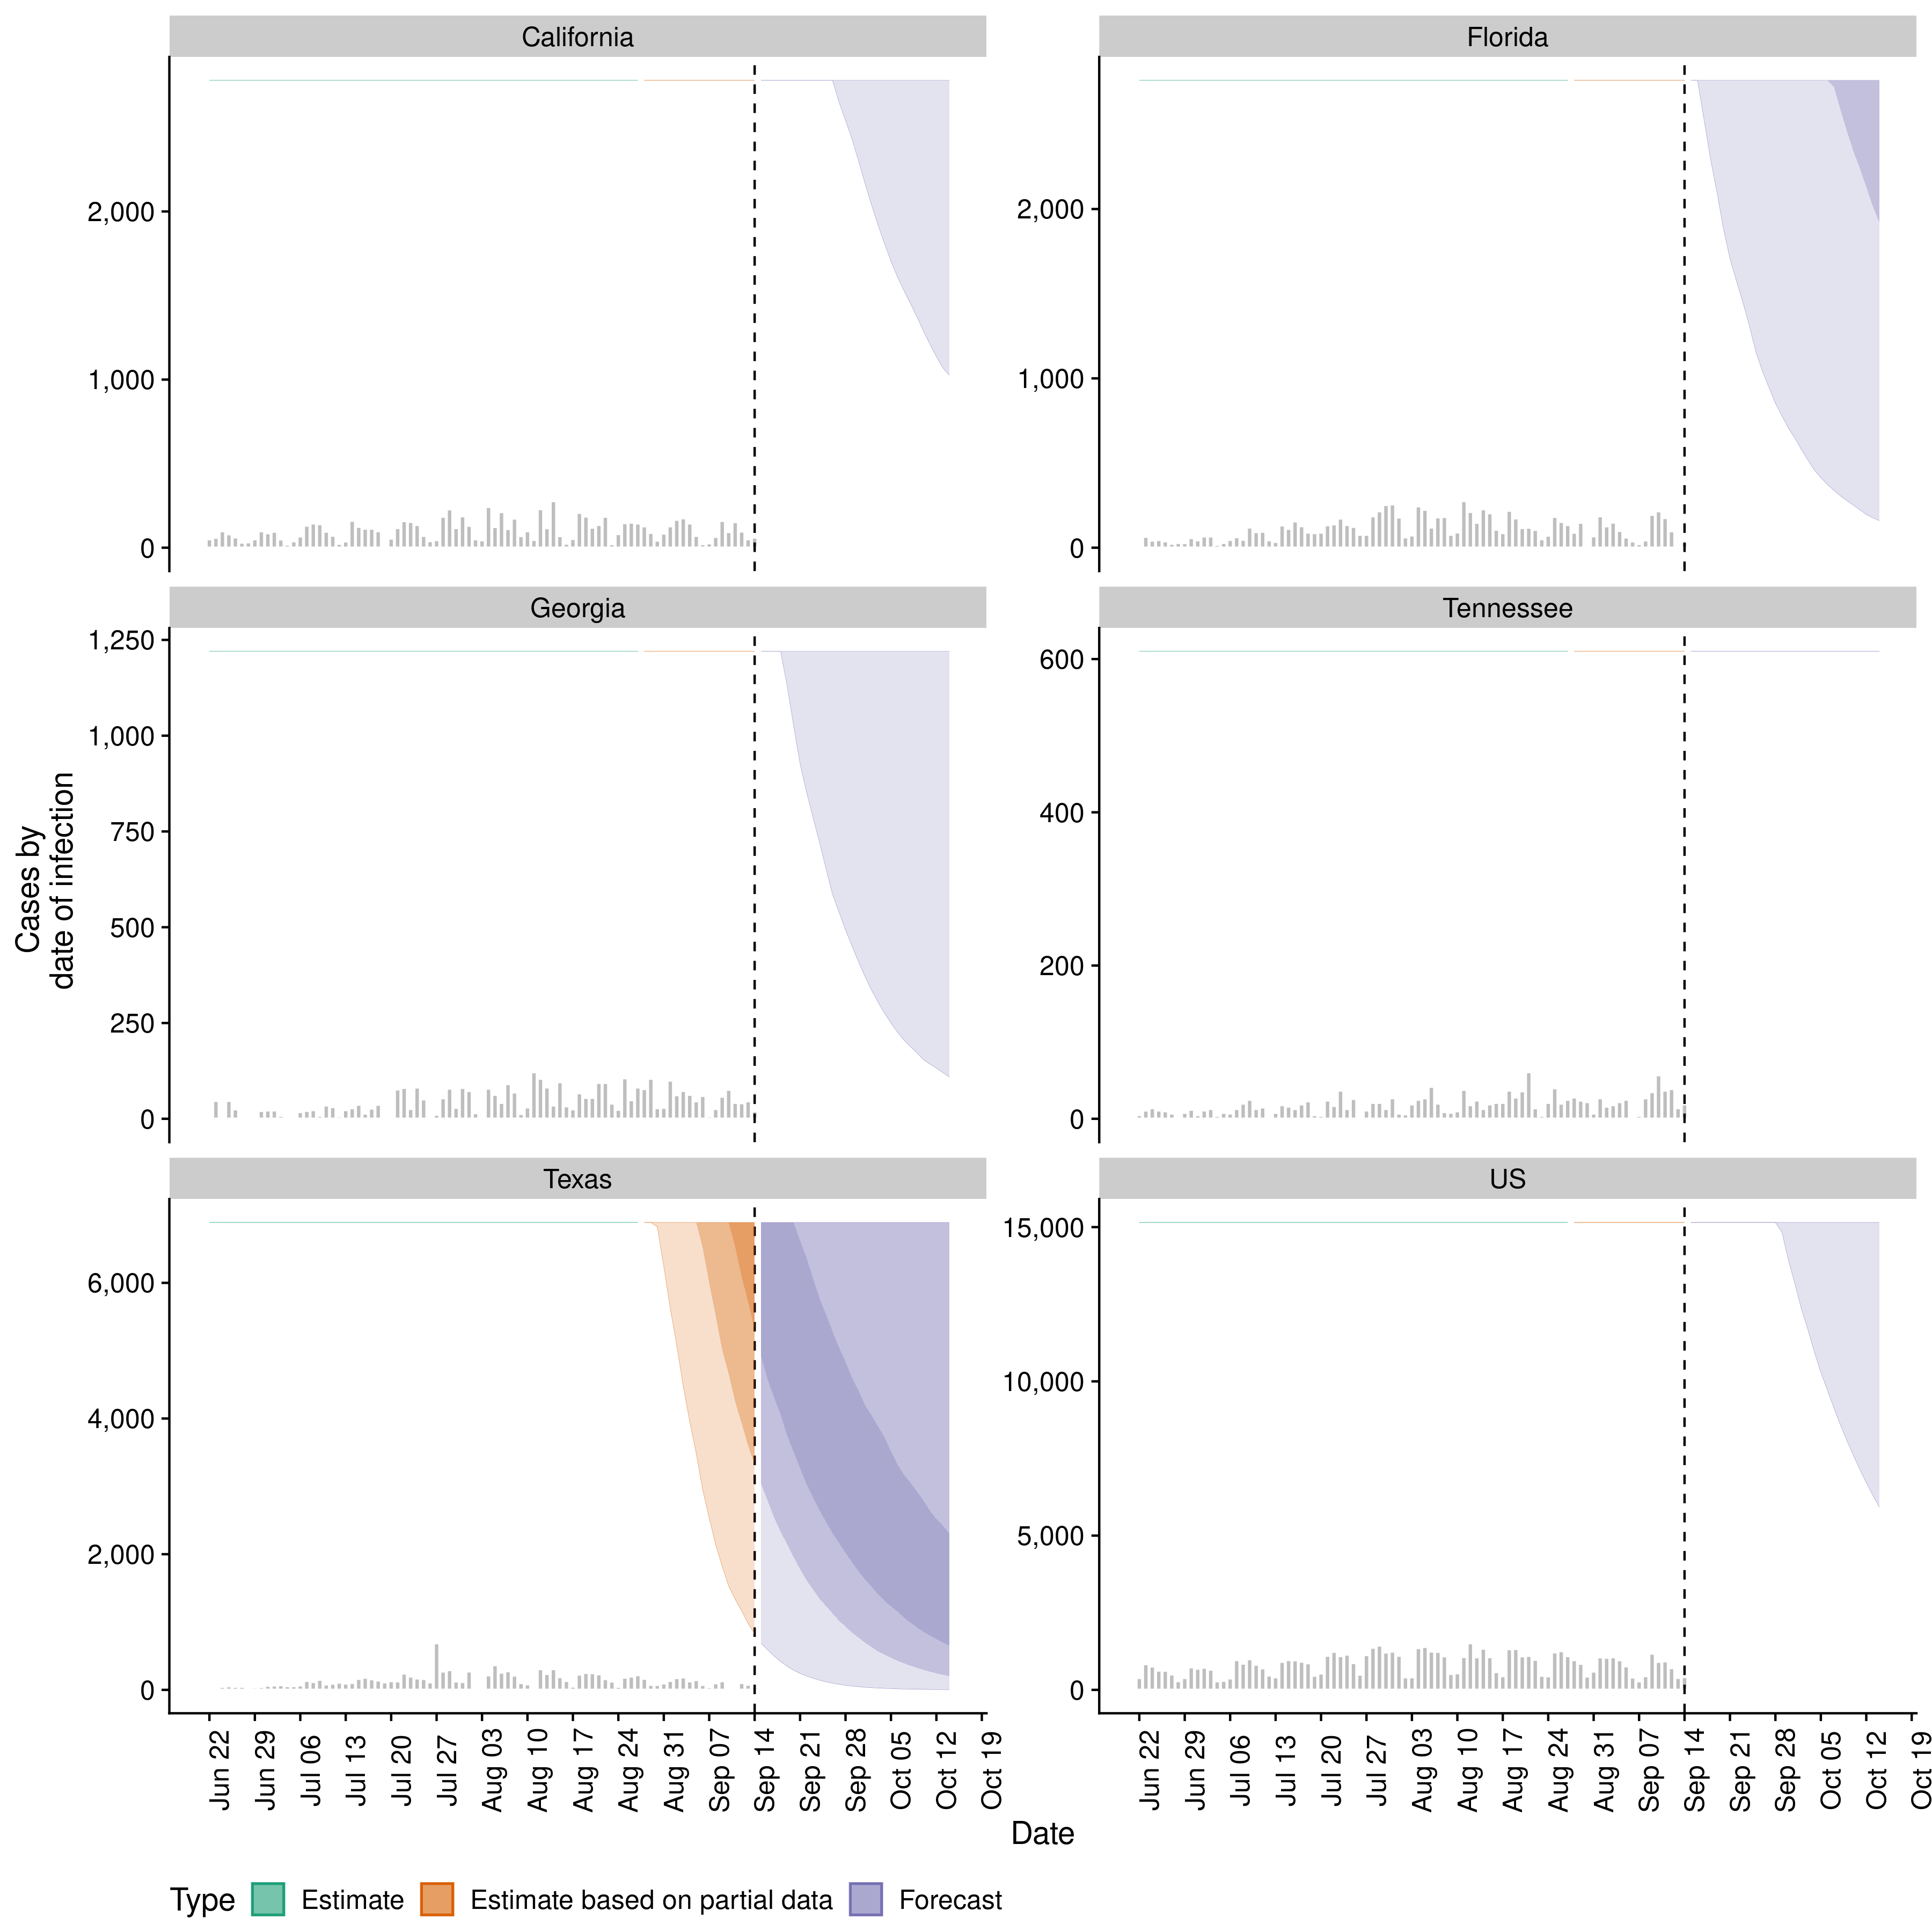 California
Florida
2,000
1,000
0
2,000
1,000
0
Georgia
Tennessee
1,250
1,000
750
500
250
0
600
400
200
0
Cases by
date of infection
Texas
US
6,000
4,000
2,000
0
15,000
10,000
5,000
0
Jun 22
Jun 29
Jul 06
Jul 13
Jul 20
Jul 27
Aug 03
Aug 10
Aug 17
Aug 24
Aug 31
Sep 07
Sep 14
Sep 21
Sep 28
Oct 05
Oct 12
Oct 19
Jun 22
Jun 29
Jul 06
Jul 13
Jul 20
Jul 27
Aug 03
Aug 10
Aug 17
Aug 24
Aug 31
Sep 07
Sep 14
Sep 21
Sep 28
Oct 05
Oct 12
Oct 19
Date
Type Estimate Estimate based on partial data Forecast